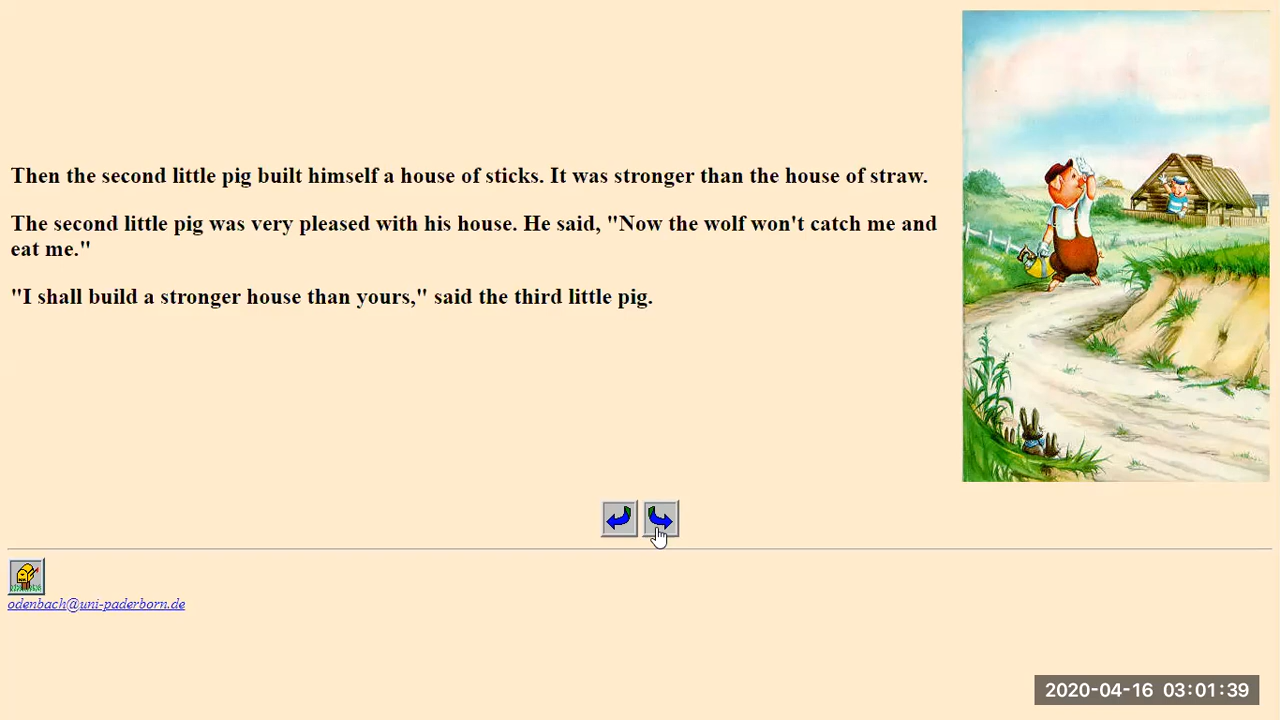 Then the second little pig built himself a house of sticks. It was stronger than the house of straw.
The second little pig was very pleased with his house. He said, "Now the wolf won't catch me and
eat me."
"I shall build a stronger house than yours," said the third little pig.
odenbach@uni-paderborn.de
2020-04-16 03:01:39